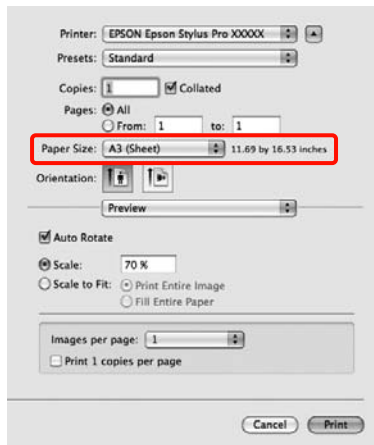 Printer: EPSON Epson Stylus Pro XXXXX
Presets: Standard
Copies: 1 Collated
Pages: All
From: 1 to: 1
Paper Size: A3 (Sheet) 11.69 by 16.53 inches
Orientation:
Preview
Auto Rotate
Scale: 70 %
Scale to Fit: Print Entire Image
Fill Entire Paper
Images per page: 1
Print 1 copies per page
Cancel Print